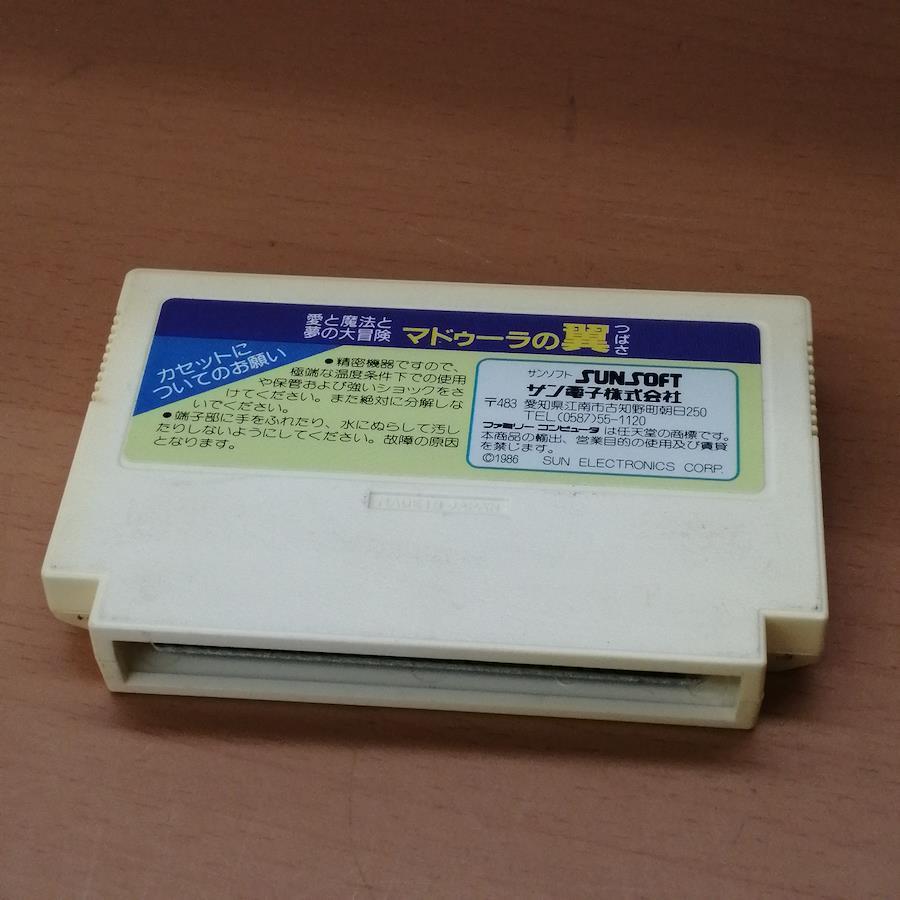 愛と魔法と
夢の大冒険
マドゥーラの翼
つばさ
カセットに
ついてのお願い
●精密機器ですので、
極端な温度条件下での使用
や保管および強いショックをさ
けてください。また絶対に分解しな
いでください。
●端子部に手をふれたり、水にぬらして汚し
たりしないようにしてください。故障の原因
となります。
サンソフト SUNSOFT
サン電子株式会社
〒483 愛知県江南市古知野町朝日250
TEL(0587)55-1120
ファミリー コンピュータ は任天堂の商標です。
本商品の輸出、営業目的の使用及び賃貸
を禁じます。
©1986 SUN ELECTRONICS CORP.